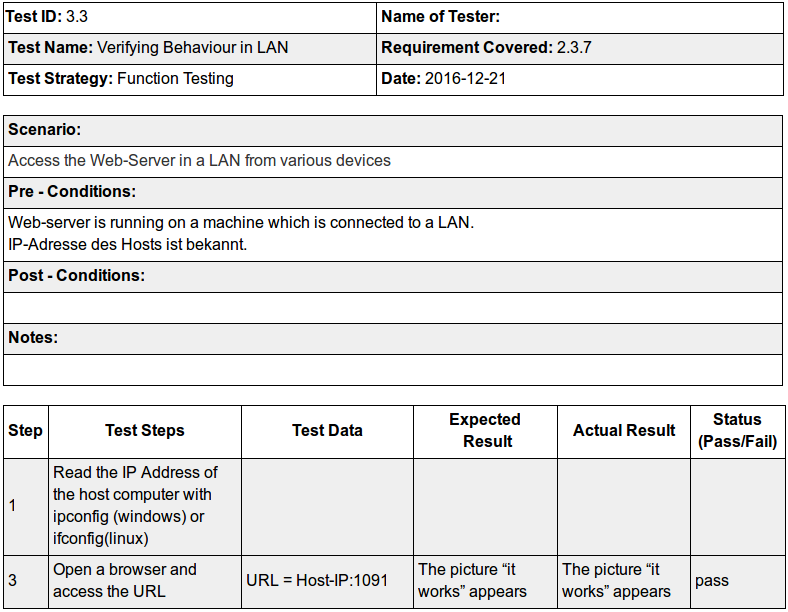 Test ID: 3.3
Name of Tester:
Test Name: Verifying Behaviour in LAN
Requirement Covered: 2.3.7
Test Strategy: Function Testing
Date: 2016-12-21
Scenario:
Access the Web-Server in a LAN from various devices
Pre - Conditions:
Web-server is running on a machine which is connected to a LAN.
IP-Adresse des Hosts ist bekannt.
Post - Conditions:
Notes:
Step
Test Steps
Test Data
Expected
Result
Actual Result
Status
(Pass/Fail)
1
Read the IP Address of
the host computer with
ipconfig (windows) or
ifconfig(linux)
3
Open a browser and
access the URL
URL = Host-IP:1091
The picture “it
works” appears
The picture “it
works” appears
pass